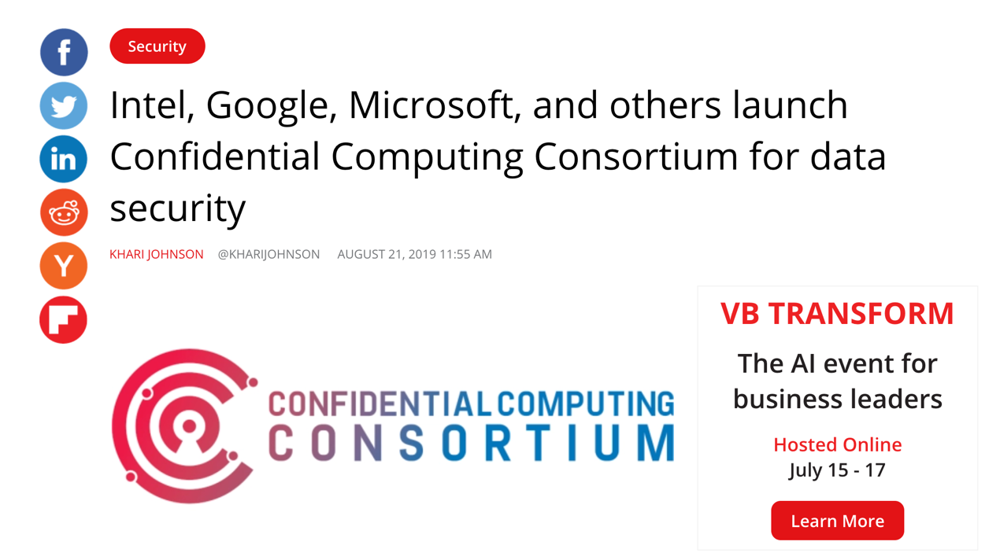 Security
Intel, Google, Microsoft, and others launch
Confidential Computing Consortium for data
security
KHARI JOHNSON @KHARIJOHNSON AUGUST 21, 2019 11:55 AM
CONFIDENTIAL COMPUTING
CONSORTIUM
VB TRANSFORM
The AI event for
business leaders
Hosted Online
July 15 - 17
Learn More